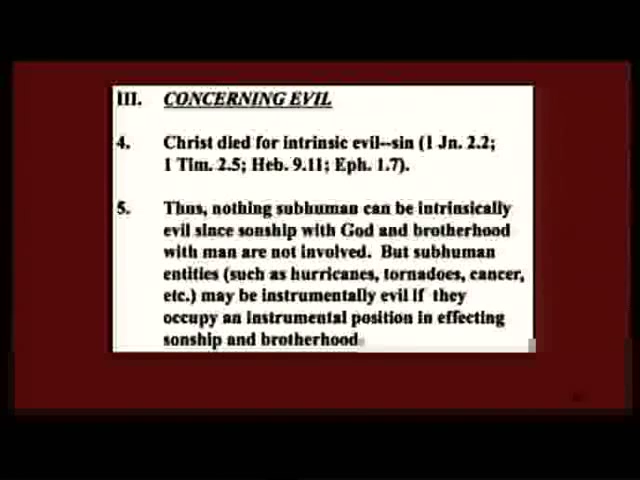 III. CONCERNING EVIL
4. Christ died for intrinsic evil--sin (1 Jn. 2.2;
1 Tim. 2.5; Heb. 9.11; Eph. 1.7).
5. Thus, nothing subhuman can be intrinsically
evil since sonship with God and brotherhood
with man are not involved. But subhuman
entities (such as hurricanes, tornadoes, cancer,
etc.) may be instrumentally evil if they
occupy an instrumental position in effecting
sonship and brotherhood